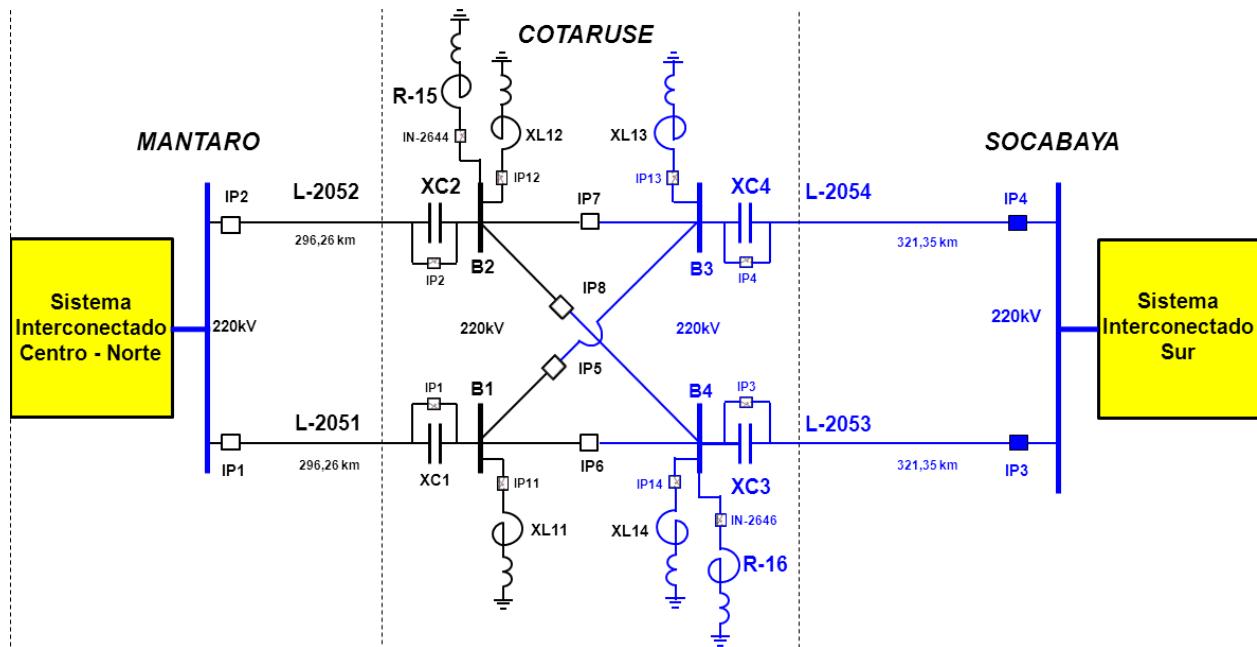 COTARUSE
MANTARO
SOCABAYA
R-15
IN-2644
XL12
IP12
XL13
IP13
IP2
L-2052
296,26 km
XC2
IP2
B2
IP7
B3
XC4
IP4
L-2054
321,35 km
IP4
Sistema
Interconectado
Centro - Norte
220kV
220kV
IP8
220kV
IP5
220kV
Sistema
Interconectado
Sur
IP1
L-2051
296,26 km
IP1
XC1
B1
IP11
XL11
IP6
B4
IP14
XL14
IP3
XC3
IN-2646
R-16
L-2053
321,35 km
IP3